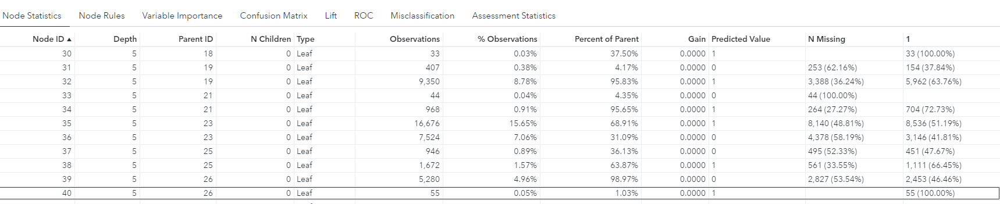 Node Statistics Node Rules Variable Importance Confusion Matrix Lift ROC Misclassification Assessment Statistics
Node ID ▲ Depth Parent ID N Children Type Observations % Observations Percent of Parent Gain Predicted Value N Missing 1
30 5 18 0 Leaf 33 0.03% 37.50% 0.0000 1 33 (100.00%)
31 5 19 0 Leaf 407 0.38% 4.17% 0.0000 0 253 (62.16%) 154 (37.84%)
32 5 19 0 Leaf 9,350 8.78% 95.83% 0.0000 1 3,388 (36.24%) 5,962 (63.76%)
33 5 21 0 Leaf 44 0.04% 4.35% 0.0000 0 44 (100.00%)
34 5 21 0 Leaf 968 0.91% 95.65% 0.0000 1 264 (27.27%) 704 (72.73%)
35 5 23 0 Leaf 16,676 15.65% 68.91% 0.0000 1 8,140 (48.81%) 8,536 (51.19%)
36 5 23 0 Leaf 7,524 7.06% 31.09% 0.0000 0 4,378 (58.19%) 3,146 (41.81%)
37 5 25 0 Leaf 946 0.89% 36.13% 0.0000 0 495 (52.33%) 451 (47.67%)
38 5 25 0 Leaf 1,672 1.57% 63.87% 0.0000 1 561 (33.55%) 1,111 (66.45%)
39 5 26 0 Leaf 5,280 4.96% 98.97% 0.0000 0 2,827 (53.54%) 2,453 (46.46%)
40 5 26 0 Leaf 55 0.05% 1.03% 0.0000 1 55 (100.00%)